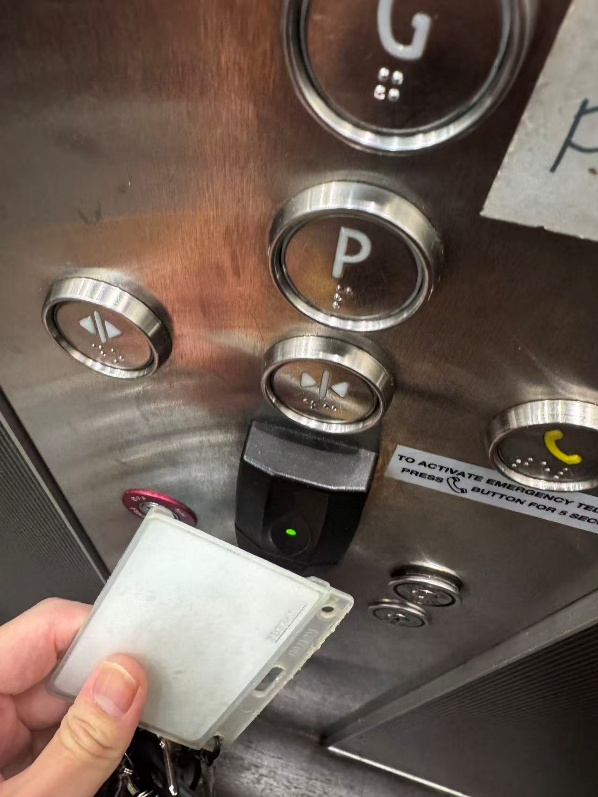 G
P
TO ACTIVATE EMERGENCY TEL
PRESS BUTTON FOR 5 SEC